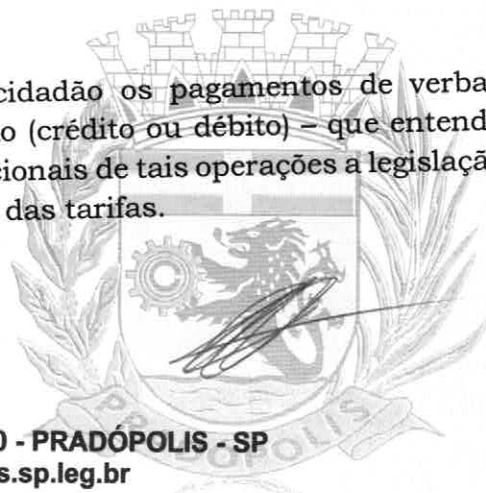 cidadão os pagamentos de verba
o (crédito ou débito) – que entend
cionais de tais operações a legislaçã
das tarifas.
0 - PRADÓPOLIS - SP
s.sp.leg.br
PRADÓPOLIS